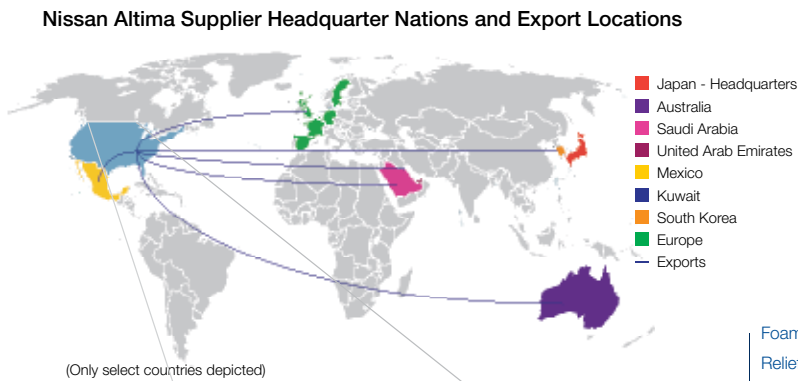 Nissan Altima Supplier Headquarter Nations and Export Locations
Japan - Headquarters
Australia
Saudi Arabia
United Arab Emirates
Mexico
Kuwait
South Korea
Europe
Exports
(Only select countries depicted)
Foam